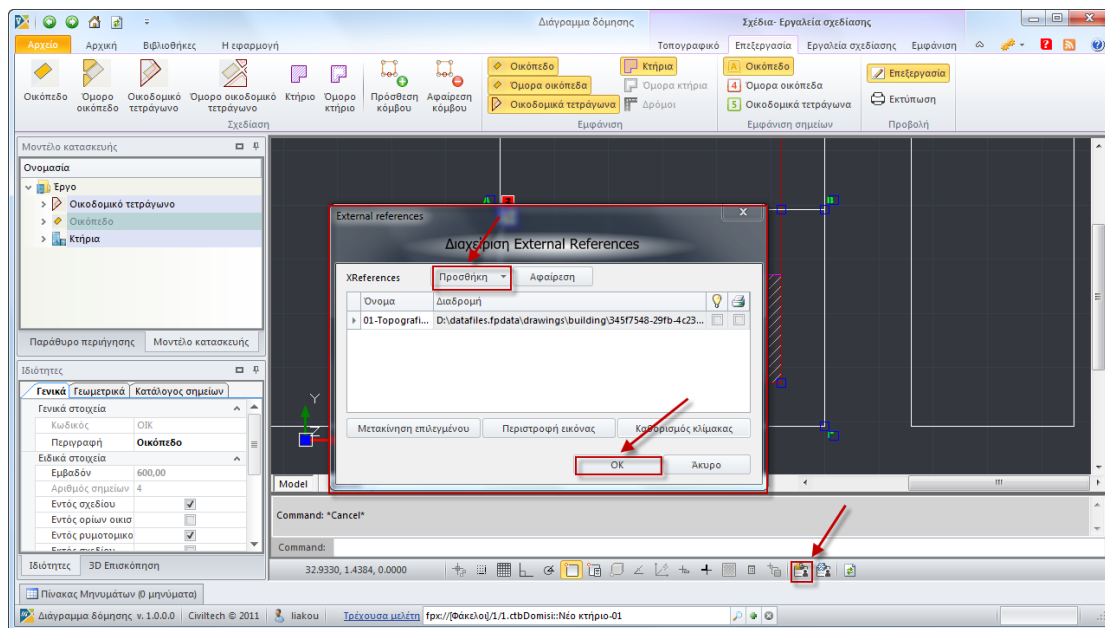 Διάγραμμα δόμησης
Σχέδια- Εργαλεία σχεδίασης
Αρχείο
Αρχική
Βιβλιοθήκες
Η εφαρμογή
Τοπογραφικό
Επεξεργασία
Εργαλεία σχεδίασης
Εμφάνιση
Οικόπεδο
Όμορο οικόπεδο
Οικοδομικό τετράγωνο
Όμορο οικοδομικό τετράγωνο
Κτήριο
Όμορο κτήριο
Πρόσθεση κόμβου
Αφαίρεση κόμβου
Σχεδίαση
Οικόπεδο
Όμορα οικόπεδα
Οικοδομικά τετράγωνα
Κτήρια
Όμορα κτήρια
Δρόμοι
Εμφάνιση
Οικόπεδο
4 Όμορα οικόπεδα
5 Οικοδομικά τετράγωνα
Εμφάνιση σημείων
Επεξεργασία
Εκτύπωση
Προβολή
Μοντέλο κατασκευής
Ονομασία
Έργο
Οικοδομικό τετράγωνο
Οικόπεδο
Κτήρια
Παράθυρο περιήγησης
Μοντέλο κατασκευής
Ιδιότητες
Γενικά
Γεωμετρικά
Κατάλογος σημείων
Γενικά στοιχεία
Κωδικός ΟΙΚ
Περιγραφή Οικόπεδο
Ειδικά στοιχεία
Εμβαδόν 600,00
Αριθμός σημείων 4
Εντός σχεδίου
Εντός ορίων οικισ
Εντός ρυμοτομικο
Εκτός σχεδίου
Ιδιότητες
3D Επισκόπηση
External references
Διαχείριση External References
XReferences
Προσθήκη
Αφαίρεση
Όνομα
Διαδρομή
01-Topografi...
D:\datafiles.fpdata\drawings\building\345f7548-29fb-4c23...
Μετακίνηση επιλεγμένου
Περιστροφή εικόνας
Καθορισμός κλίμακας
OK
Άκυρο
Y
Z
Model
Command: *Cancel*
Command:
32.9330, 1.4384, 0.0000
Πίνακας Μηνυμάτων (0 μηνύματα)
Διάγραμμα δόμησης v. 1.0.0.0
Civiltech © 2011
liakou
Τρέχουσα μελέτη
fpx://[Φάκελοι]/1/1.ctbDomisi::Νέο κτήριο-01